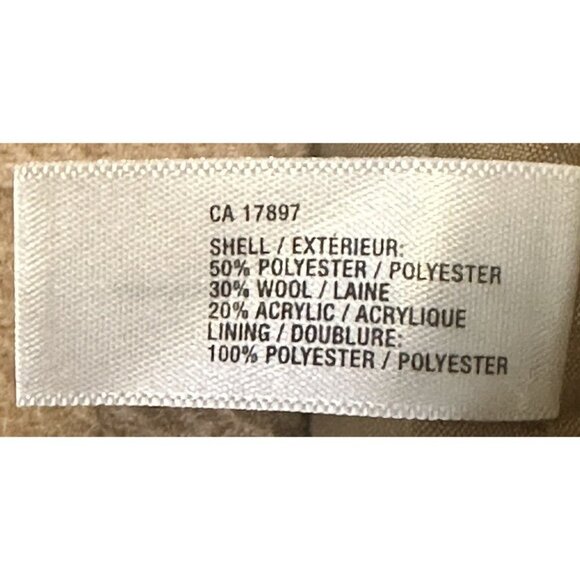 CA 17897
SHELL / EXTÉRIEUR:
50% POLYESTER / POLYESTER
30% WOOL / LAINE
20% ACRYLIC / ACRYLIQUE
LINING / DOUBLURE:
100% POLYESTER / POLYESTER